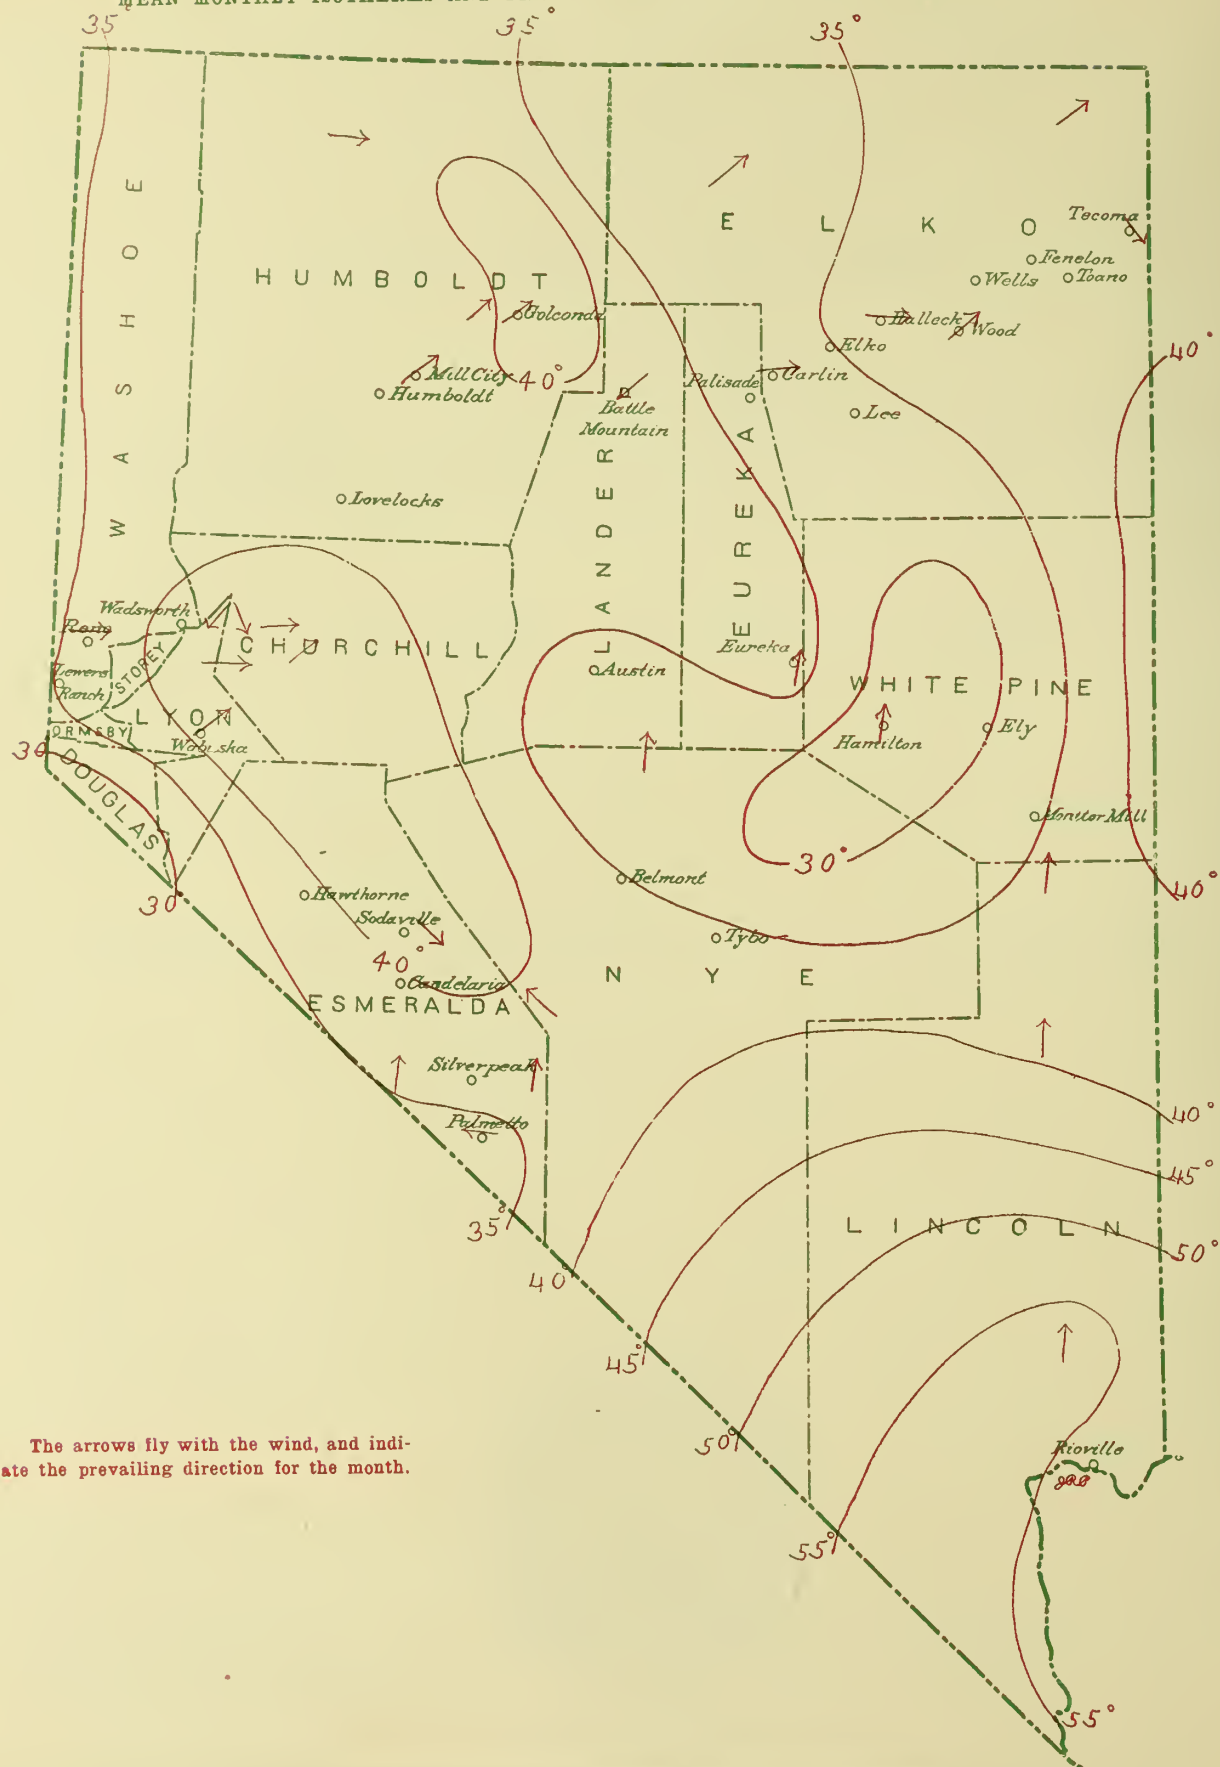 35
35°
35°
WASHOE
HUMBOLDT
ELKO
Tecoma
Fenelon
Wells
Toano
Golconda
Halleck
Wood
Elko
40°
40°
Mill City
Humboldt
Palisade
Carlin
Battle
Mountain
Lee
LANDER
EUREKA
Lovelocks
Wadsworth
Reno
STOREY
CHURCHILL
Lewers
Ranch
Austin
Eureka
WHITE PINE
LYON
ORMSBY
Wabuska
Hamilton
Ely
30
DOUGLAS
Monitor Mill
30°
Belmont
Hawthorne
40°
30
Sodaville
Tybo
40°
NYE
Candelaria
ESMERALDA
Silverpeak
Palmetto
40°
45°
35°
LINCOLN
50°
40°
45°
50°
The arrows fly with the wind, and indi-
ate the prevailing direction for the month.
Rioville
55°
55°